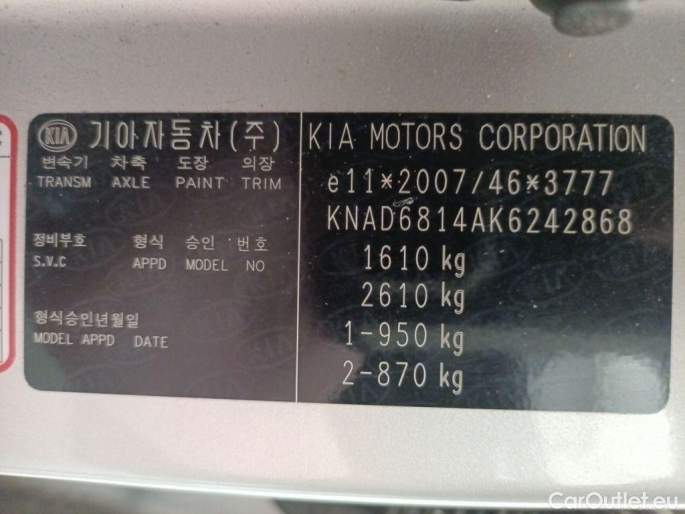 KIA 기아자동차(주)
변속기 차축 도장 의장
TRANSM AXLE PAINT TRIM
정비부호 형식 승인 번호
S.V.C APPD MODEL NO
형식승인년월일
MODEL APPD DATE
KIA MOTORS CORPORATION
e11*2007/46*3777
KNAD6814AK6242868
1610 kg
2610 kg
1-950 kg
2-870 kg
CarOutlet.eu